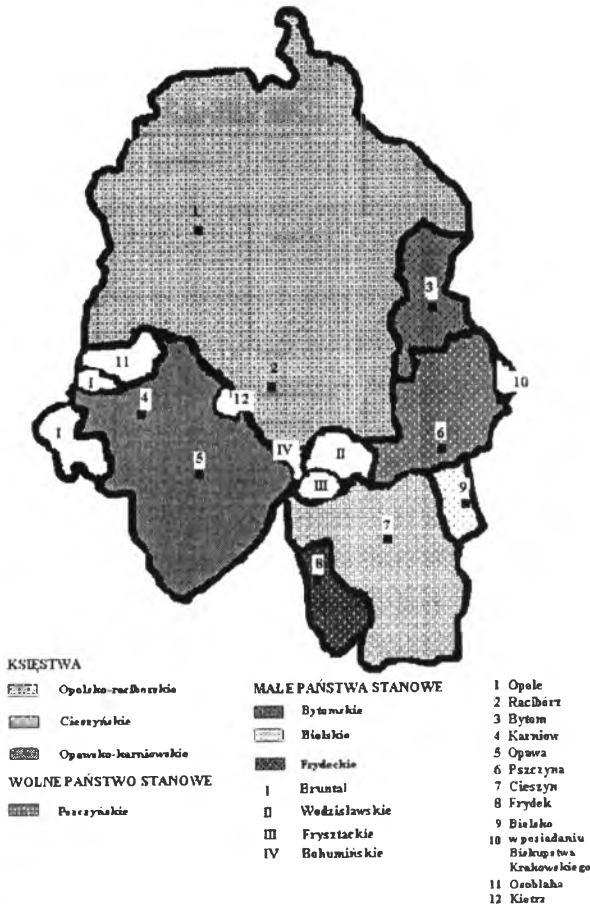 1
3
2
11
I
10
12
4
I
6
IV
II
5
III
9
7
8
KSIĘSTWA
Opolsko-raciborskie
Cieszyńskie
Opawsko-karniowskie
WOLNE PAŃSTWO STANOWE
Pszczyńskie
MAŁE PAŃSTWA STANOWE
Bytomskie
Bielskie
Frydeckie
I Bruntal
II Wodzisławskie
III Frysztackie
IV Bohumińskie
1 Opole
2 Racibórz
3 Bytom
4 Karniow
5 Opawa
6 Pszczyna
7 Cieszyn
8 Frydek
9 Bielsko
10 w posiadaniu
Biskupstwa
Krakowskiego
11 Osoblaha
12 Kietrz